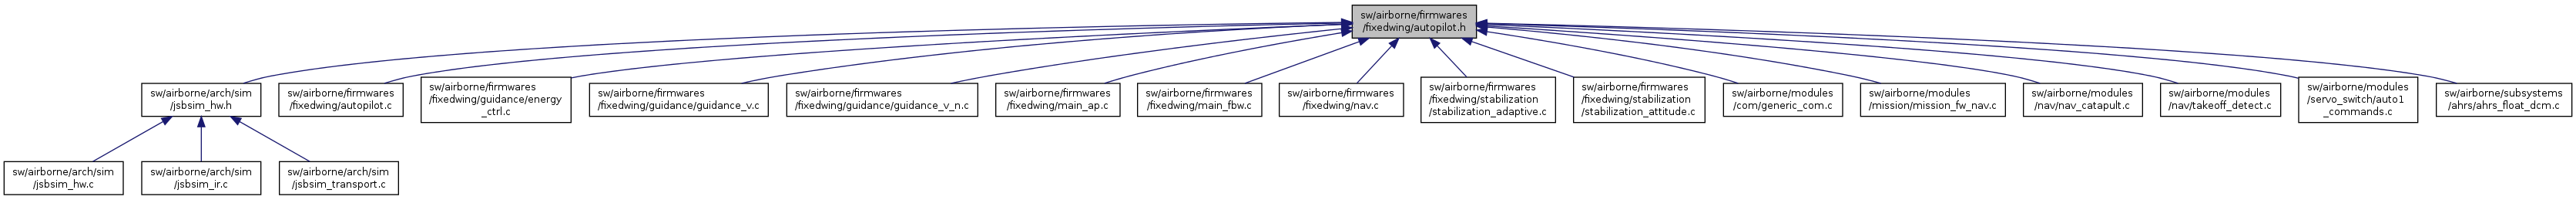 sw/airborne/firmwares
/fixedwing/autopilot.h
sw/airborne/arch/sim
/jsbsim_hw.h
sw/airborne/firmwares
/fixedwing/autopilot.c
sw/airborne/firmwares
/fixedwing/guidance/energy
_ctrl.c
sw/airborne/firmwares
/fixedwing/guidance/guidance_v.c
sw/airborne/firmwares
/fixedwing/guidance/guidance_v_n.c
sw/airborne/firmwares
/fixedwing/main_ap.c
sw/airborne/firmwares
/fixedwing/main_fbw.c
sw/airborne/firmwares
/fixedwing/nav.c
sw/airborne/firmwares
/fixedwing/stabilization
/stabilization_adaptive.c
sw/airborne/firmwares
/fixedwing/stabilization
/stabilization_attitude.c
sw/airborne/modules
/com/generic_com.c
sw/airborne/modules
/mission/mission_fw_nav.c
sw/airborne/modules
/nav/nav_catapult.c
sw/airborne/modules
/nav/takeoff_detect.c
sw/airborne/modules
/servo_switch/auto1
_commands.c
sw/airborne/subsystems
/ahrs/ahrs_float_dcm.c
sw/airborne/arch/sim
/jsbsim_hw.c
sw/airborne/arch/sim
/jsbsim_ir.c
sw/airborne/arch/sim
/jsbsim_transport.c